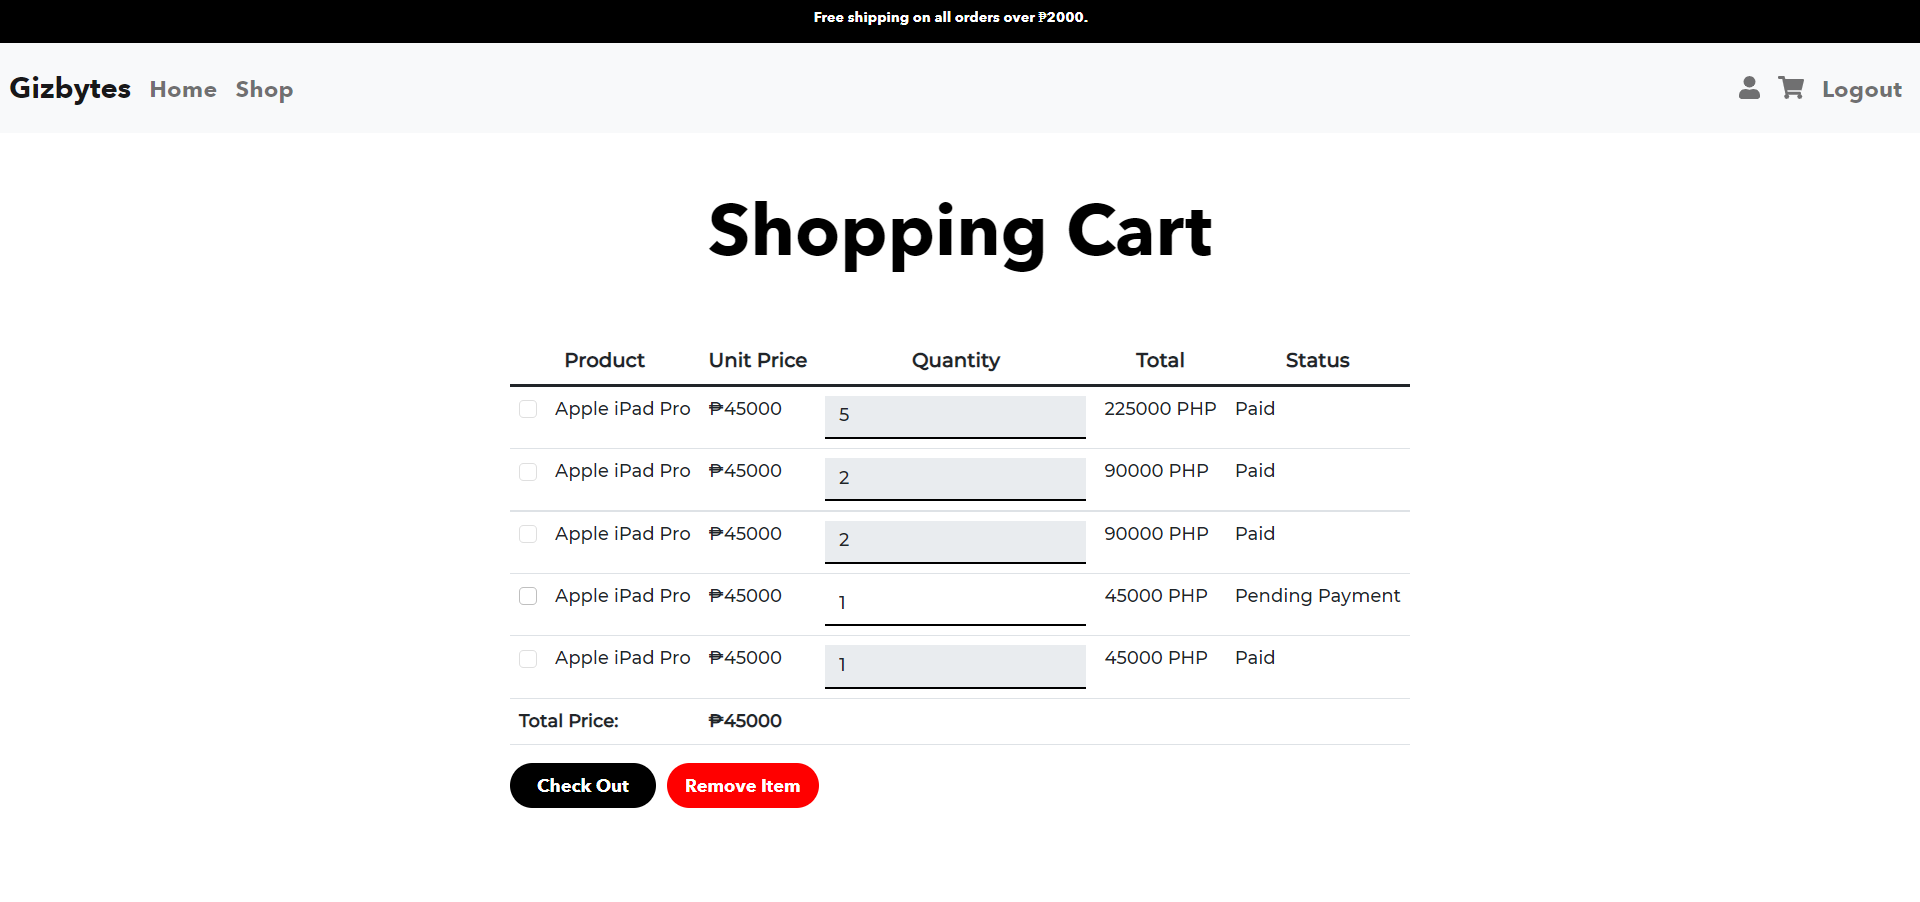 Free shipping on all orders over ₱2000.
Gizbytes Home Shop Logout
Shopping Cart
Product Unit Price Quantity Total Status
Apple iPad Pro ₱45000 5 225000 PHP Paid
Apple iPad Pro ₱45000 2 90000 PHP Paid
Apple iPad Pro ₱45000 2 90000 PHP Paid
Apple iPad Pro ₱45000 1 45000 PHP Pending Payment
Apple iPad Pro ₱45000 1 45000 PHP Paid
Total Price: ₱45000
Check Out Remove Item